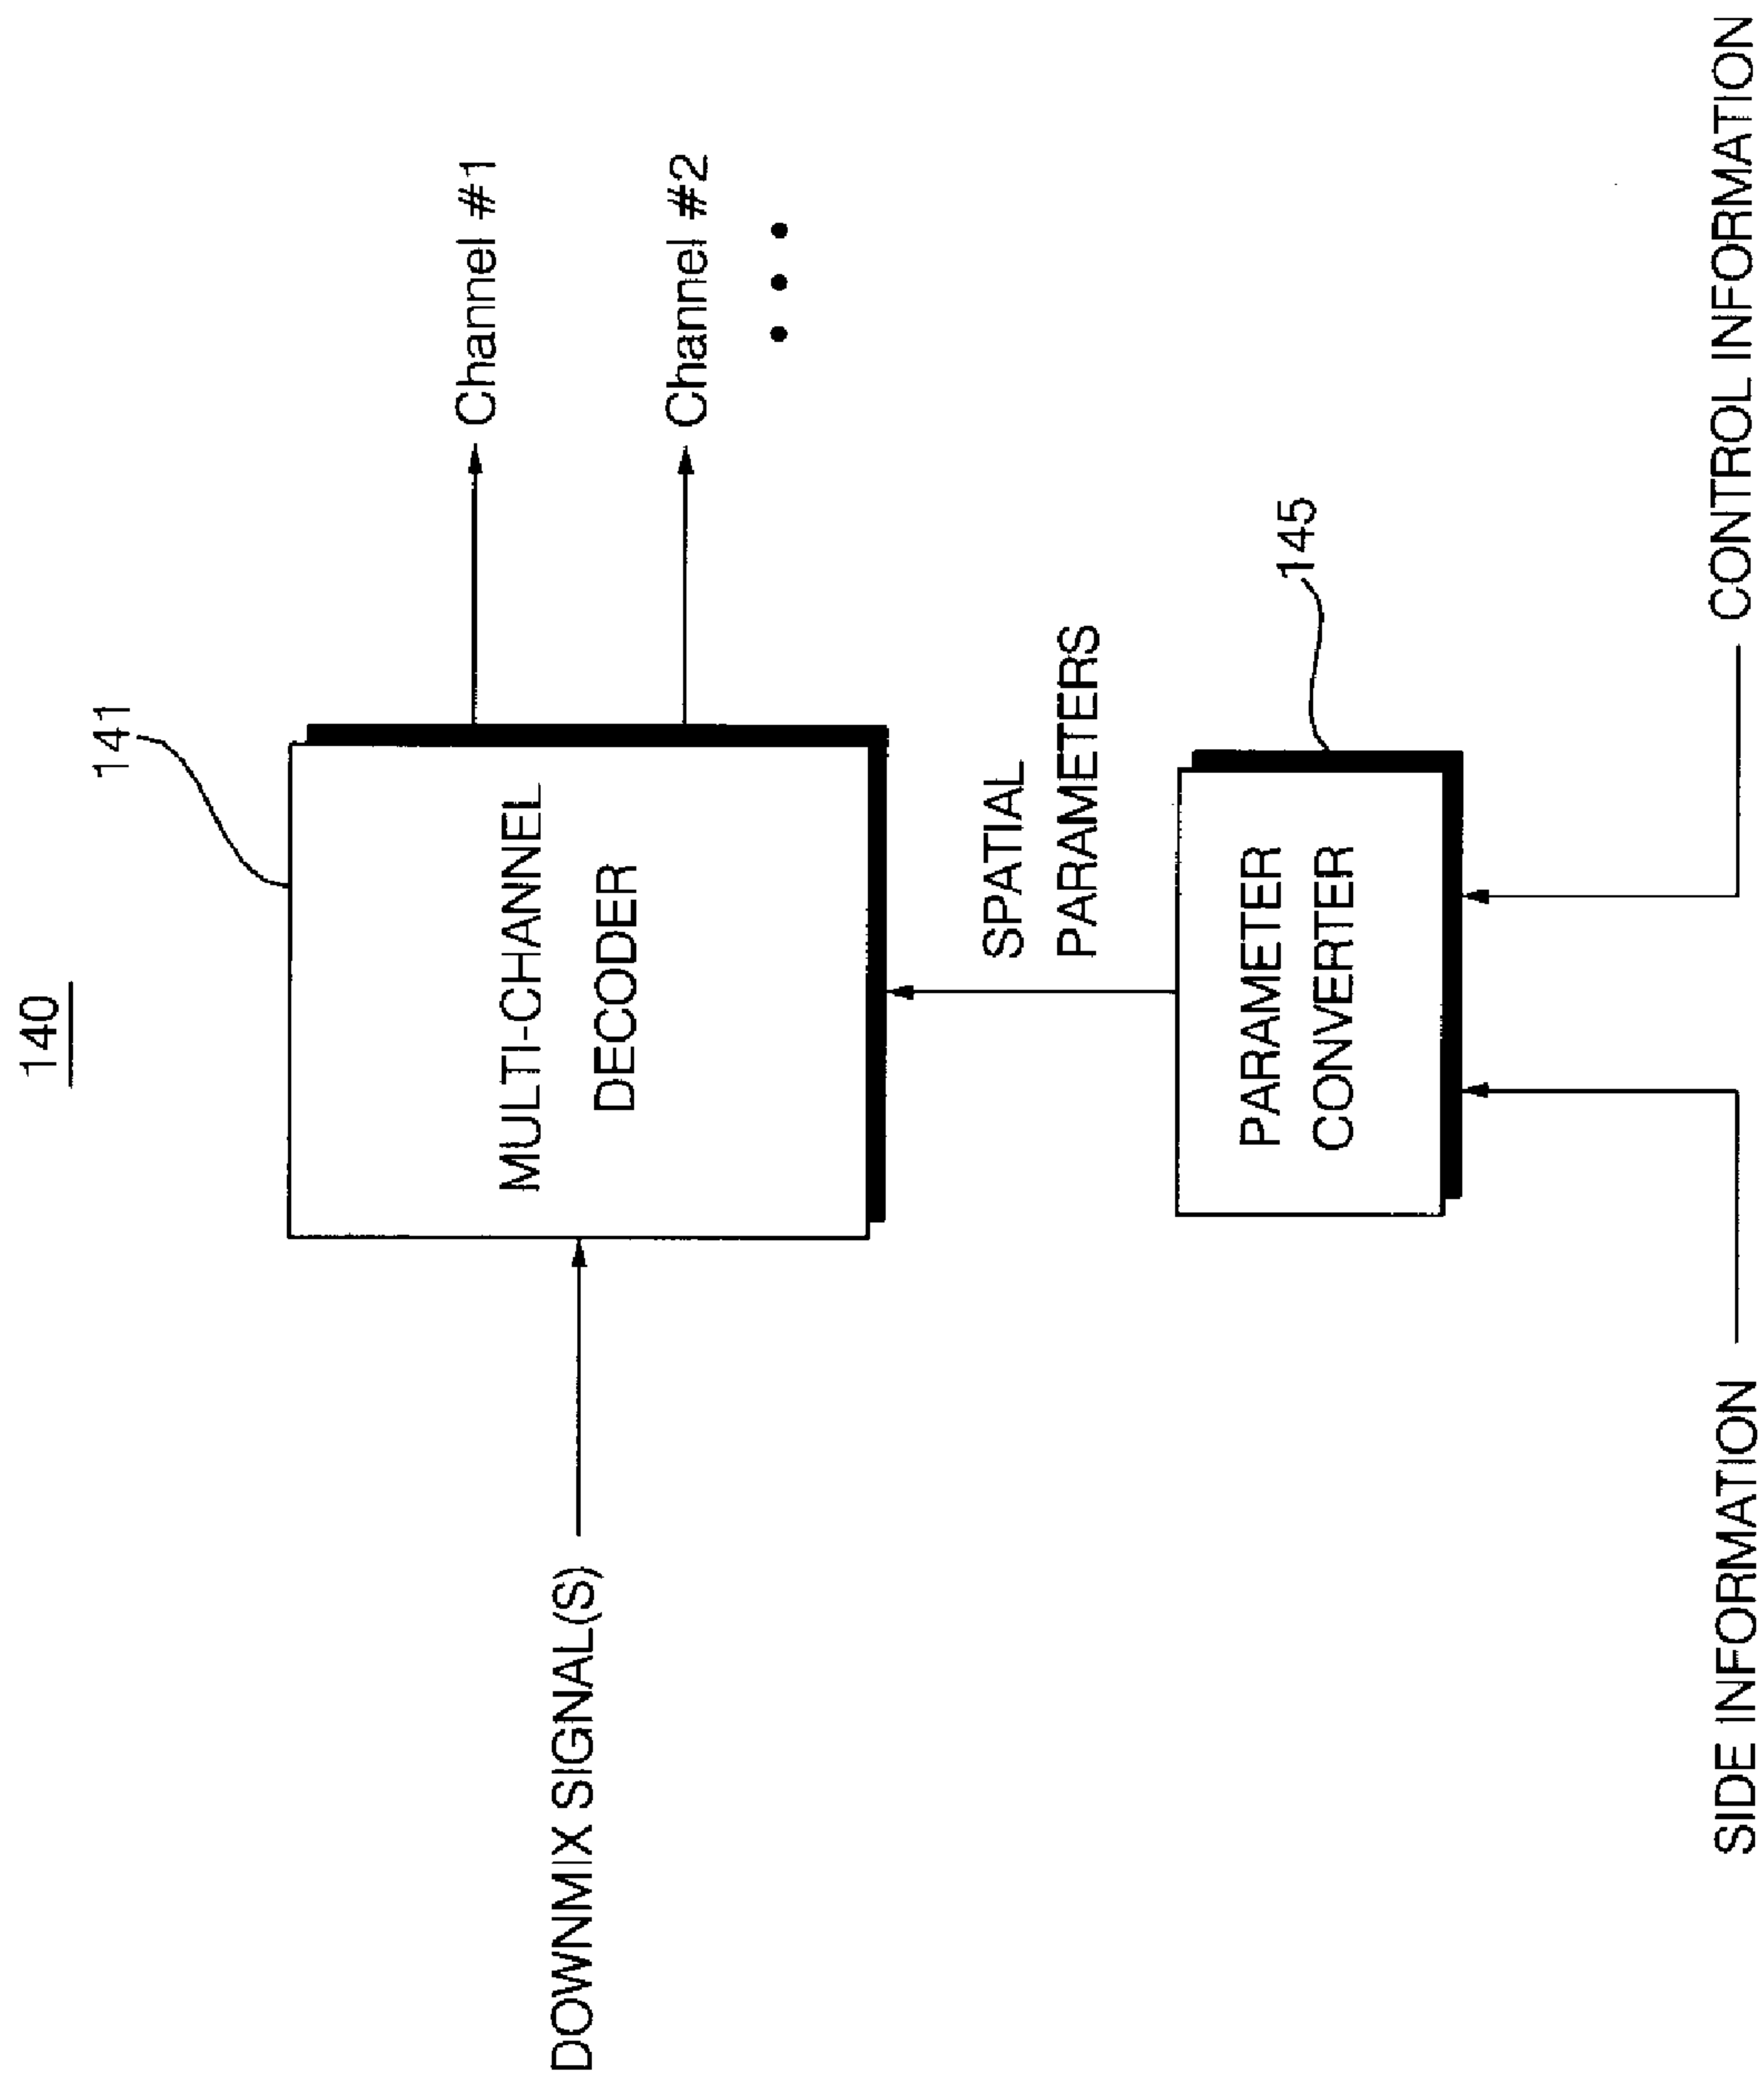 140
141
MULTI-CHANNEL
DECODER
Channel #1
Channel #2
DOWNMIX SIGNAL(S)
SPATIAL
PARAMETERS
145
PARAMETER
CONVERTER
SIDE INFORMATION
CONTROL INFORMATION